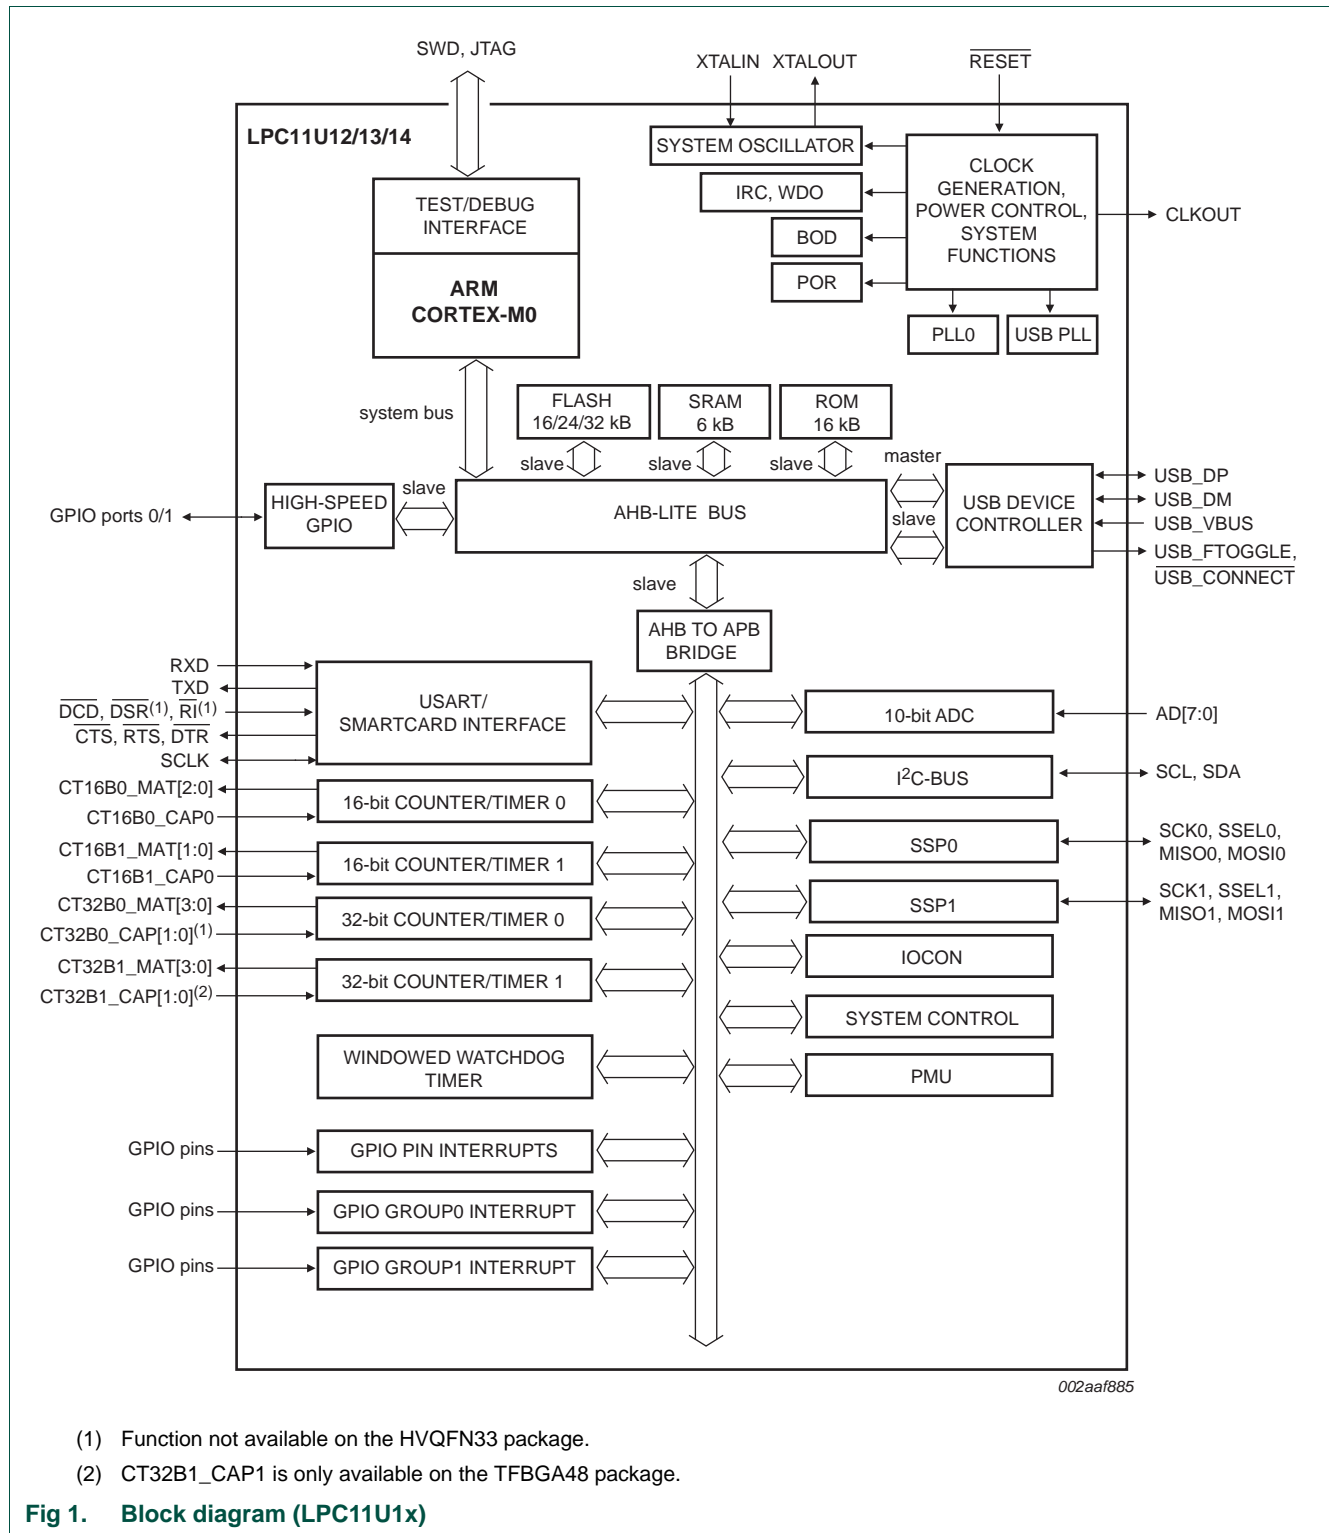 SWD, JTAG
XTALIN XTALOUT
RESET
LPC11U12/13/14
SYSTEM OSCILLATOR
CLOCK
GENERATION,
POWER CONTROL,
SYSTEM
FUNCTIONS
TEST/DEBUG
INTERFACE
IRC, WDO
CLKOUT
BOD
POR
ARM
CORTEX-M0
PLL0
USB PLL
system bus
FLASH
16/24/32 kB
SRAM
6 kB
ROM
16 kB
slave
slave
slave
master
slave
HIGH-SPEED
GPIO
GPIO ports 0/1
AHB-LITE BUS
slave
USB DEVICE
CONTROLLER
USB_DP
USB_DM
USB_VBUS
USB_FTOGGLE,
USB_CONNECT
slave
AHB TO APB
BRIDGE
RXD
TXD
DCD, DSR(1), RI(1)
CTS, RTS, DTR
SCLK
USART/
SMARTCARD INTERFACE
10-bit ADC
AD[7:0]
I2C-BUS
SCL, SDA
CT16B0_MAT[2:0]
CT16B0_CAP0
16-bit COUNTER/TIMER 0
SSP0
SCK0, SSEL0,
MISO0, MOSI0
CT16B1_MAT[1:0]
CT16B1_CAP0
16-bit COUNTER/TIMER 1
SSP1
SCK1, SSEL1,
MISO1, MOSI1
CT32B0_MAT[3:0]
CT32B0_CAP[1:0](1)
32-bit COUNTER/TIMER 0
IOCON
CT32B1_MAT[3:0]
CT32B1_CAP[1:0](2)
32-bit COUNTER/TIMER 1
SYSTEM CONTROL
WINDOWED WATCHDOG
TIMER
PMU
GPIO pins
GPIO PIN INTERRUPTS
GPIO pins
GPIO GROUP0 INTERRUPT
GPIO pins
GPIO GROUP1 INTERRUPT
002aaf885
(1) Function not available on the HVQFN33 package.
(2) CT32B1_CAP1 is only available on the TFBGA48 package.
Fig 1. Block diagram (LPC11U1x)